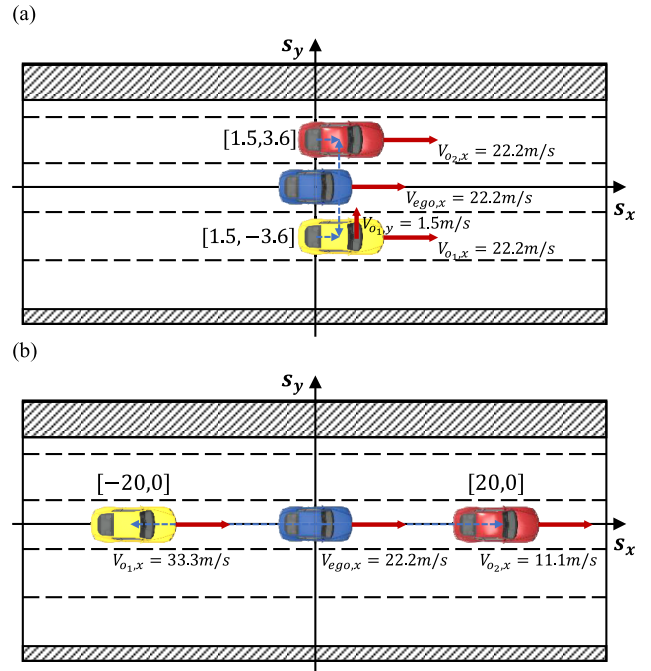 (a)
s_y
[1.5,3.6]
V_{o_2,x} = 22.2m/s
V_{ego,x} = 22.2m/s
s_x
V_{o_1,y} = 1.5m/s
[1.5, −3.6]
V_{o_1,x} = 22.2m/s
(b)
s_y
[−20,0]
[20,0]
s_x
V_{o_1,x} = 33.3m/s
V_{ego,x} = 22.2m/s
V_{o_2,x} = 11.1m/s